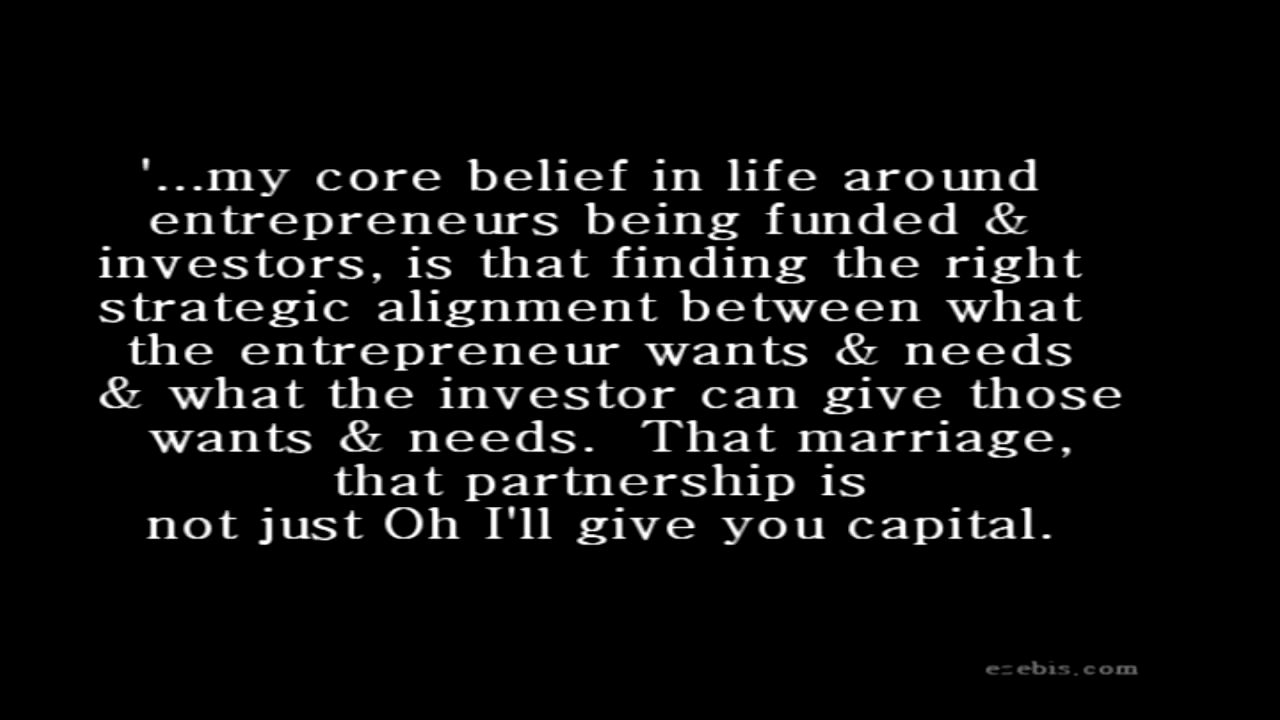 '...my core belief in life around
entrepreneurs being funded &
investors, is that finding the right
strategic alignment between what
the entrepreneur wants & needs
& what the investor can give those
wants & needs. That marriage,
that partnership is
not just Oh I'll give you capital.